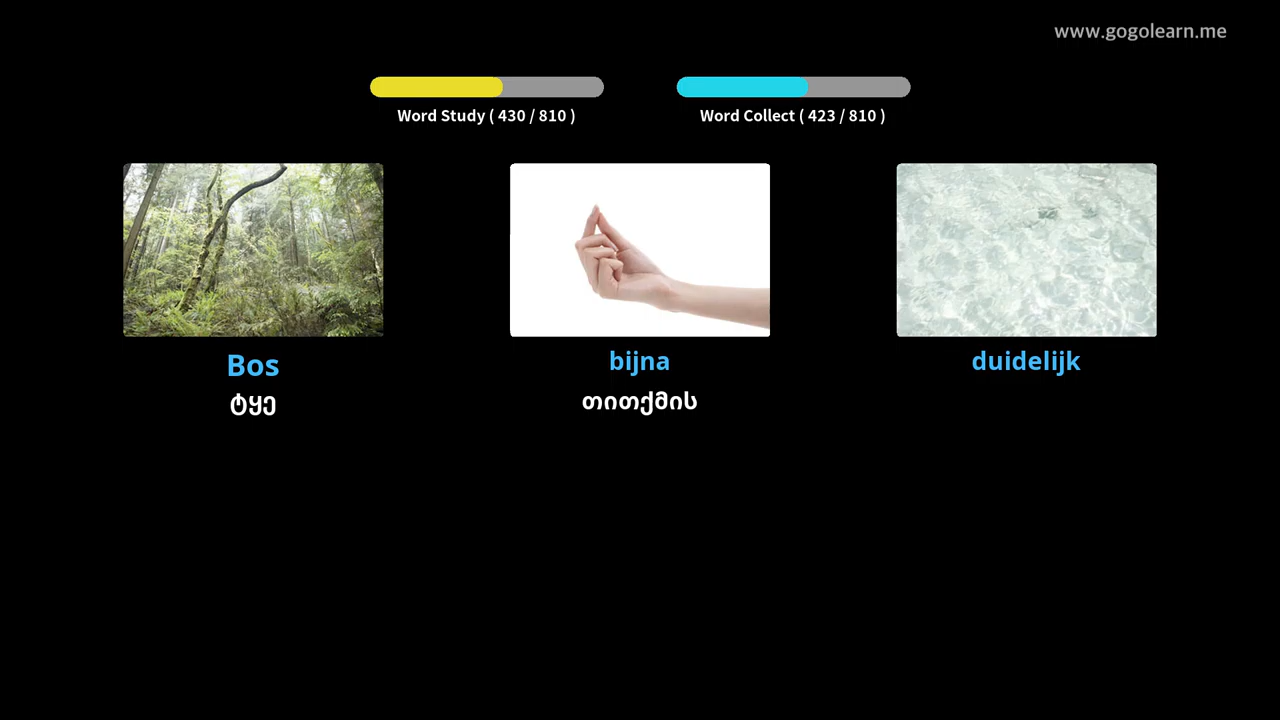 www.gogolearn.me
Word Study ( 430 / 810 )
Word Collect ( 423 / 810 )
Bos
ტყე
bijna
თითქმის
duidelijk